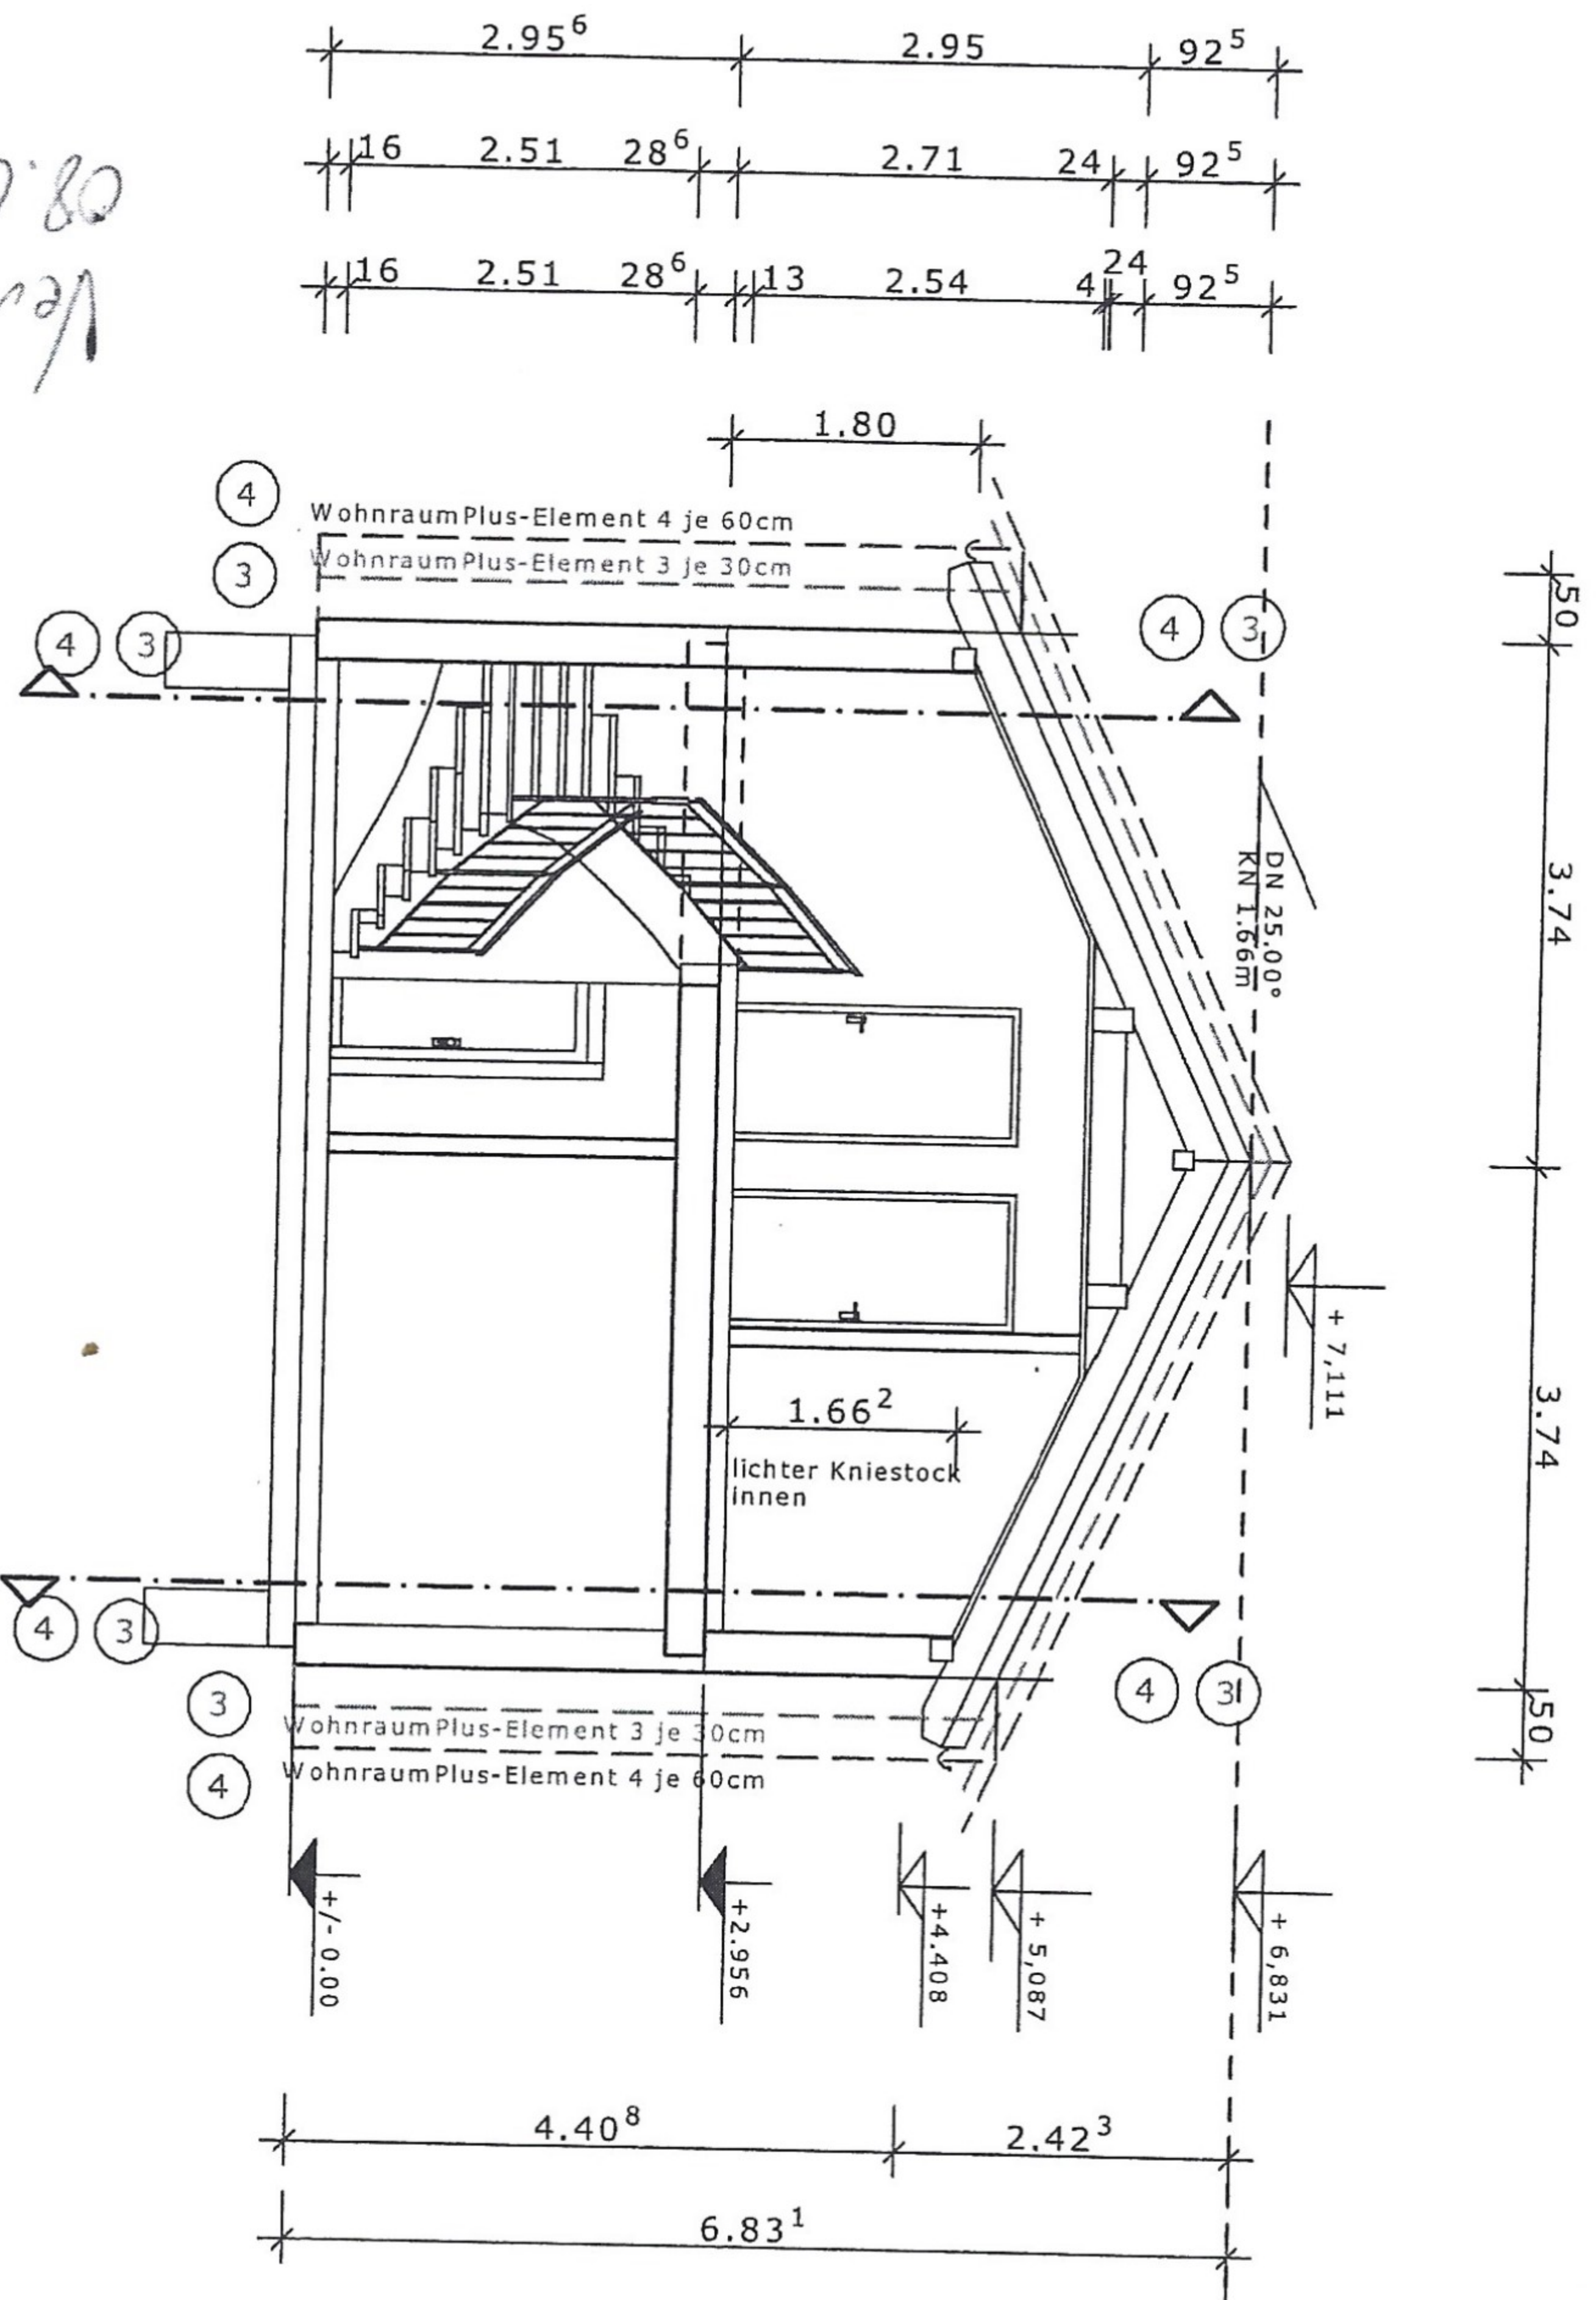 2.95⁶ 2.95 92⁵
16 2.51 28⁶ 2.71 24 92⁵
16 2.51 28⁶ 13 2.54 4 24 92⁵
1.80
4
WohnraumPlus-Element 4 je 60cm
3
WohnraumPlus-Element 3 je 30cm
4 3
4 3
50
3.74
DN 25.00°
KN 1.66m
+ 7,111
3.74
1.66²
lichter Kniestock
innen
4 3
4 3
50
3
WohnraumPlus-Element 3 je 30cm
4
WohnraumPlus-Element 4 je 60cm
+/- 0.00
+2.956
+4.408
+ 5,087
+ 6,831
4.40⁸ 2.42³
6.83¹